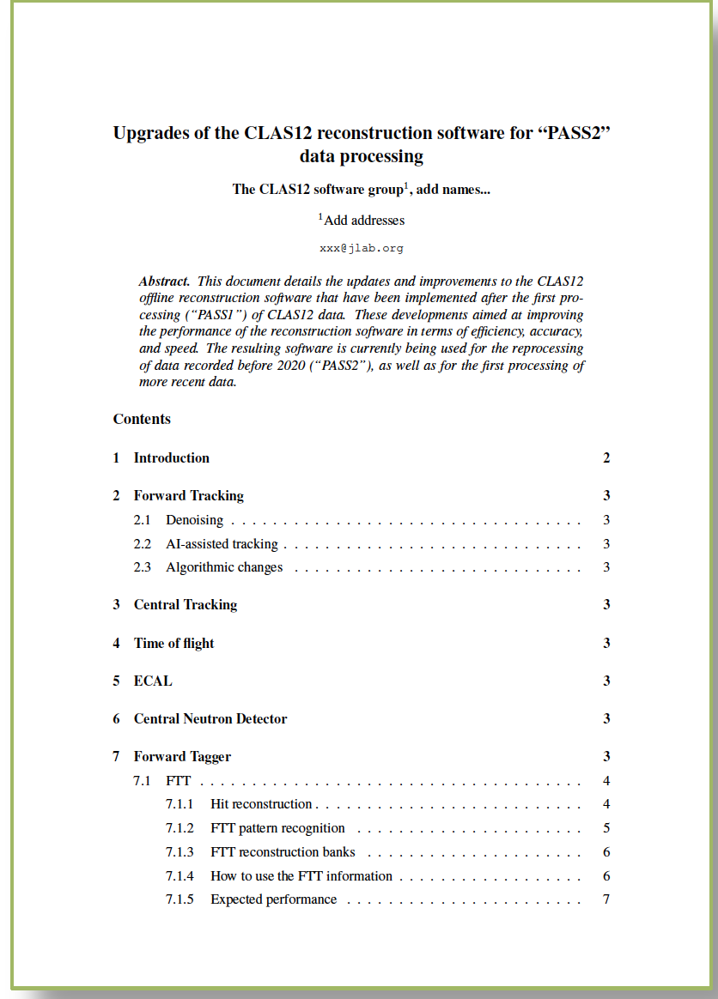 Upgrades of the CLAS12 reconstruction software for “PASS2”
data processing
The CLAS12 software group1, add names...
1Add addresses
xxx@jlab.org
Abstract. This document details the updates and improvements to the CLAS12
offline reconstruction software that have been implemented after the first pro-
cessing (“PASS1”) of CLAS12 data. These developments aimed at improving
the performance of the reconstruction software in terms of efficiency, accuracy,
and speed. The resulting software is currently being used for the reprocessing
of data recorded before 2020 (“PASS2”), as well as for the first processing of
more recent data.
Contents
1 Introduction 2
2 Forward Tracking 3
2.1 Denoising . . . . . . . . . . . . . . . . . . . . . . . . . . . . . . . . . . 3
2.2 AI-assisted tracking . . . . . . . . . . . . . . . . . . . . . . . . . . . . . 3
2.3 Algorithmic changes . . . . . . . . . . . . . . . . . . . . . . . . . . . . 3
3 Central Tracking 3
4 Time of flight 3
5 ECAL 3
6 Central Neutron Detector 3
7 Forward Tagger 3
7.1 FTT . . . . . . . . . . . . . . . . . . . . . . . . . . . . . . . . . . . . . 4
7.1.1 Hit reconstruction . . . . . . . . . . . . . . . . . . . . . . . . . . 4
7.1.2 FTT pattern recognition . . . . . . . . . . . . . . . . . . . . . . 5
7.1.3 FTT reconstruction banks . . . . . . . . . . . . . . . . . . . . . 6
7.1.4 How to use the FTT information . . . . . . . . . . . . . . . . . . 6
7.1.5 Expected performance . . . . . . . . . . . . . . . . . . . . . . . 7